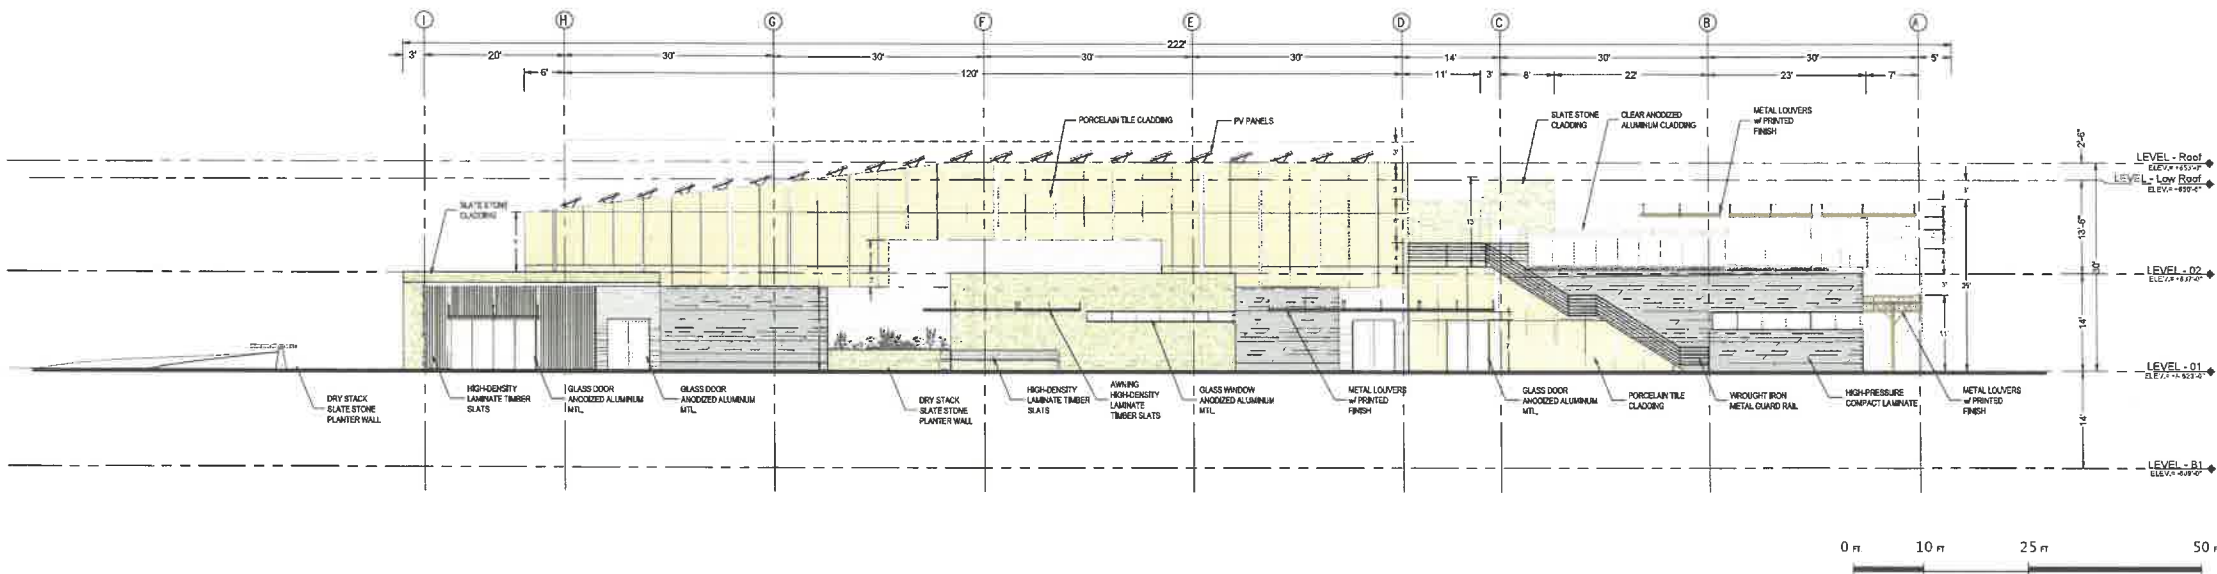 I H G F E D C B A
222'
3' 20' 30' 30' 30' 30' 14' 30' 30' 5'
6' 120' 11' 3' 8' 22' 23' 7'
PORCELAIN TILE CLADDING
PV PANELS
SLATE STONE
CLADDING
CLEAR ANODIZED
ALUMINUM CLADDING
METAL LOUVERS
w/ PRINTED
FINISH
2'-6"
LEVEL - Roof
LEVEL - Low Roof
SLATE STONE
CLADDING
13'-6"
30'
LEVEL - 02
25'
14'
11'
LEVEL - 01
14'
LEVEL - B1
DRY STACK
SLATE STONE
PLANTER WALL
HIGH-DENSITY
LAMINATE TIMBER
SLATS
GLASS DOOR
ANODIZED ALUMINUM
MTL.
GLASS DOOR
ANODIZED ALUMINUM
MTL.
DRY STACK
SLATE STONE
PLANTER WALL
HIGH-DENSITY
LAMINATE TIMBER
SLATS
AWNING
HIGH-DENSITY
LAMINATE
TIMBER SLATS
GLASS WINDOW
ANODIZED ALUMINUM
MTL.
METAL LOUVERS
w/ PRINTED
FINISH
GLASS DOOR
ANODIZED ALUMINUM
MTL.
PORCELAIN TILE
CLADDING
WROUGHT IRON
METAL GUARD RAIL
HIGH-PRESSURE
COMPACT LAMINATE
METAL LOUVERS
w/ PRINTED
FINISH
0 FT 10 FT 25 FT 50 F